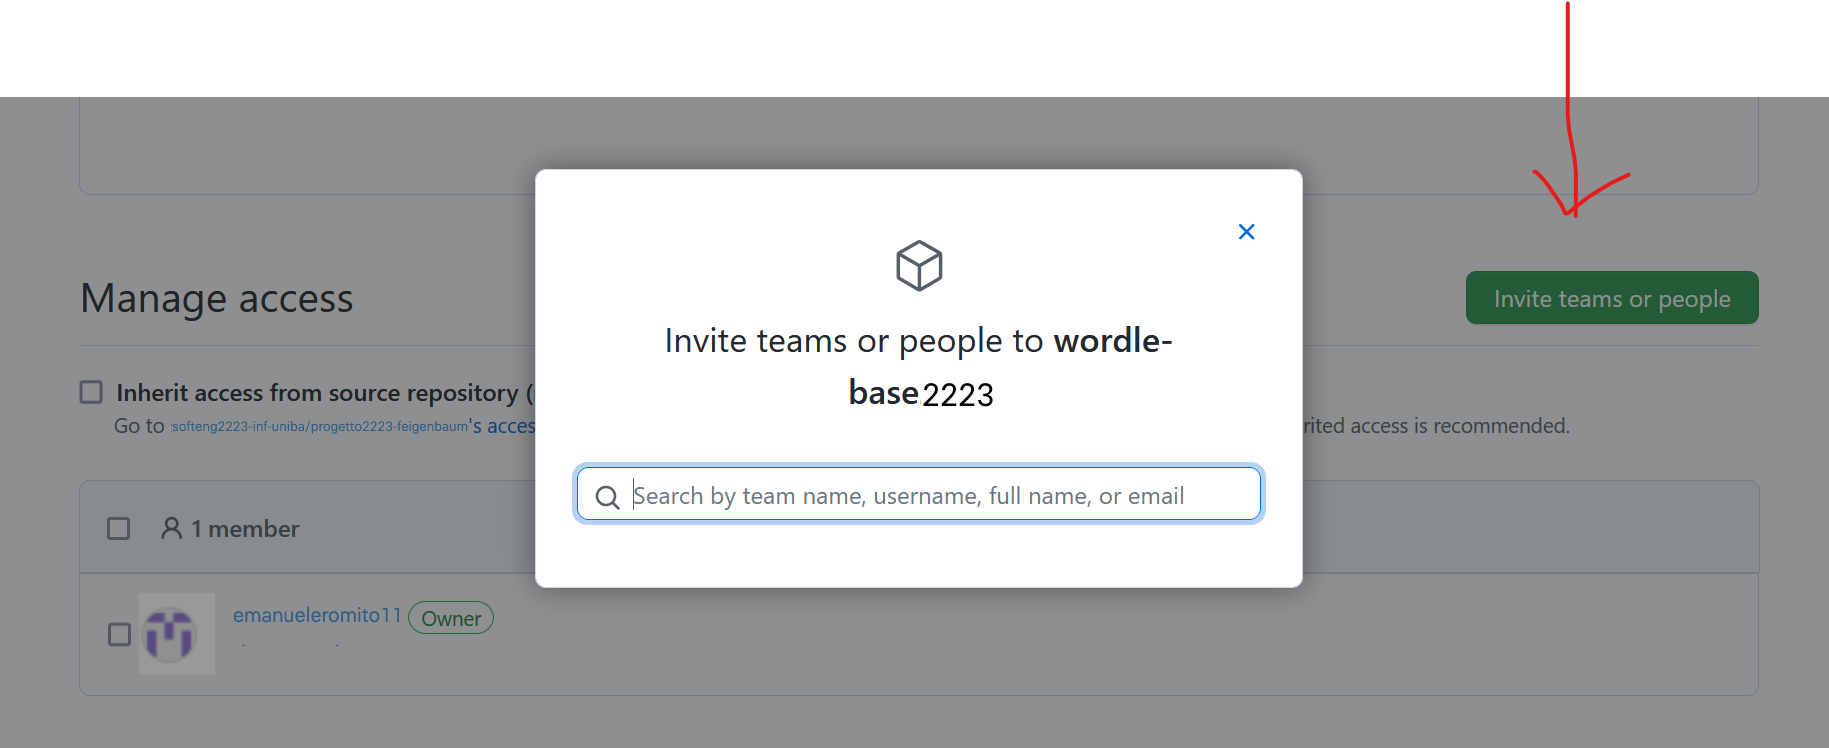 Manage access
Invite teams or people
Inherit access from source repository (
Go to softeng2223-inf-uniba/progetto2223-feigenbaum's acces
rited access is recommended.
1 member
emanueleromito11 Owner
Invite teams or people to wordle-
base2223
Search by team name, username, full name, or email